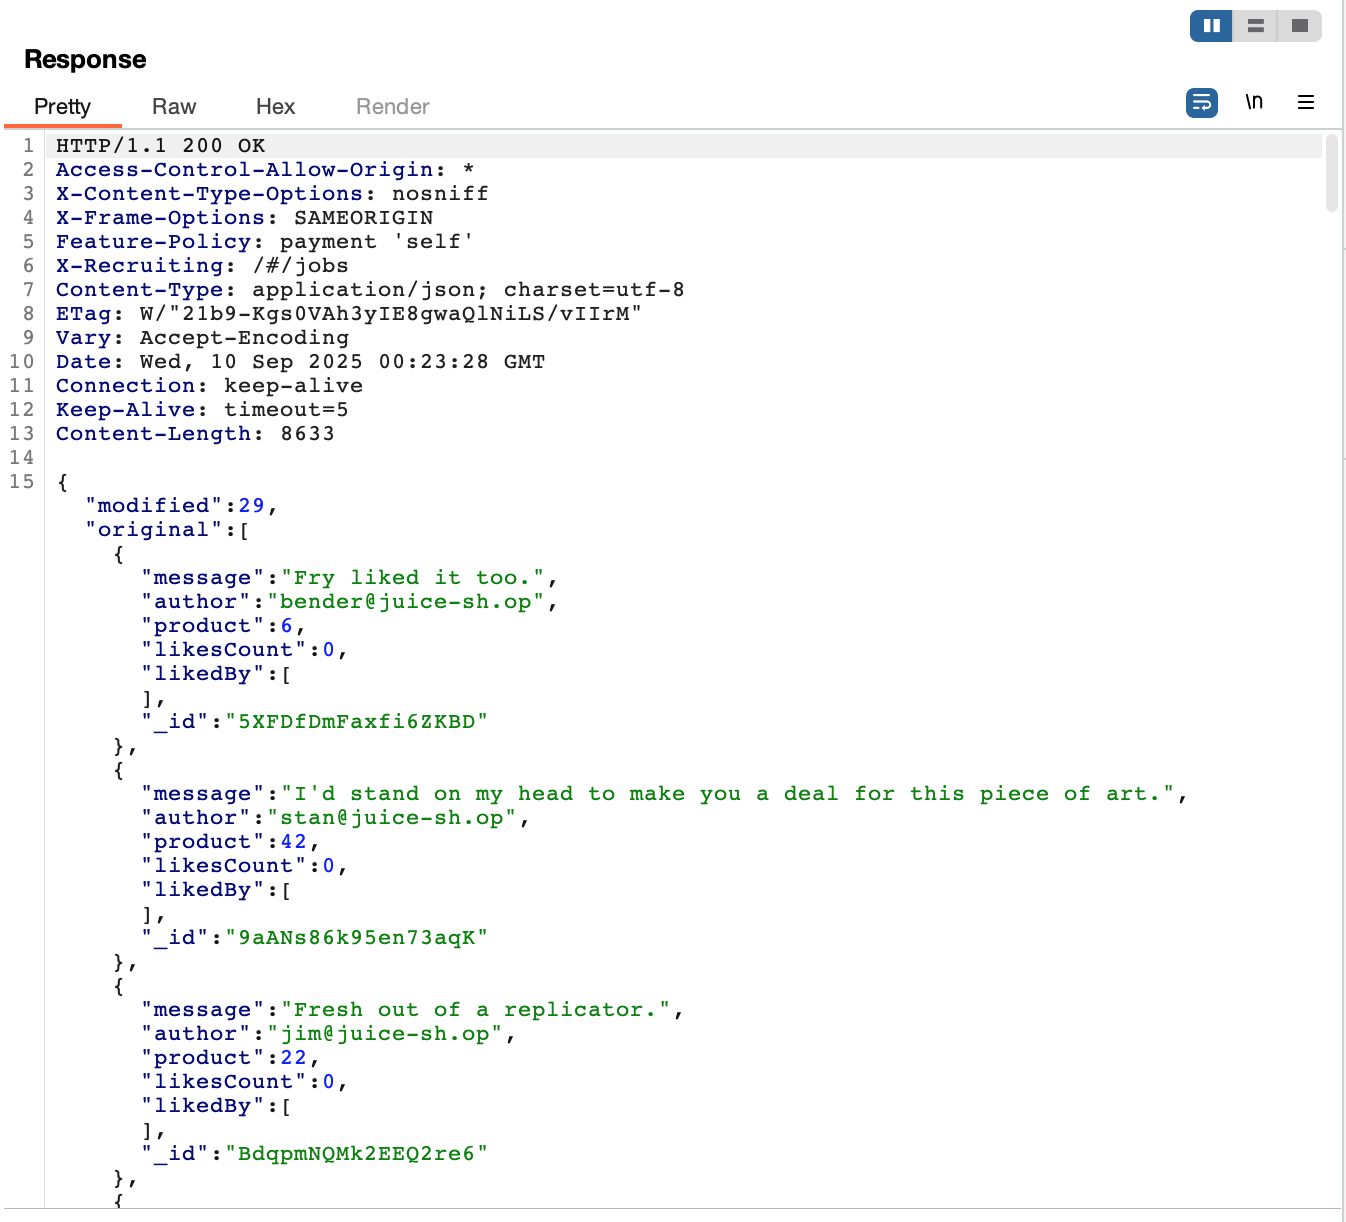 Response
Pretty Raw Hex Render
\n
1 HTTP/1.1 200 OK
2 Access-Control-Allow-Origin: *
3 X-Content-Type-Options: nosniff
4 X-Frame-Options: SAMEORIGIN
5 Feature-Policy: payment 'self'
6 X-Recruiting: /#/jobs
7 Content-Type: application/json; charset=utf-8
8 ETag: W/"21b9-Kgs0VAh3yIE8gwaQlNiLS/vIIrM"
9 Vary: Accept-Encoding
10 Date: Wed, 10 Sep 2025 00:23:28 GMT
11 Connection: keep-alive
12 Keep-Alive: timeout=5
13 Content-Length: 8633
14
15 {
"modified":29,
"original":[
{
"message":"Fry liked it too.",
"author":"bender@juice-sh.op",
"product":6,
"likesCount":0,
"likedBy":[
],
"_id":"5XFDfDmFaxfi6ZKBD"
},
{
"message":"I'd stand on my head to make you a deal for this piece of art.",
"author":"stan@juice-sh.op",
"product":42,
"likesCount":0,
"likedBy":[
],
"_id":"9aANs86k95en73aqK"
},
{
"message":"Fresh out of a replicator.",
"author":"jim@juice-sh.op",
"product":22,
"likesCount":0,
"likedBy":[
],
"_id":"BdqpmNQMk2EEQ2re6"
},
{